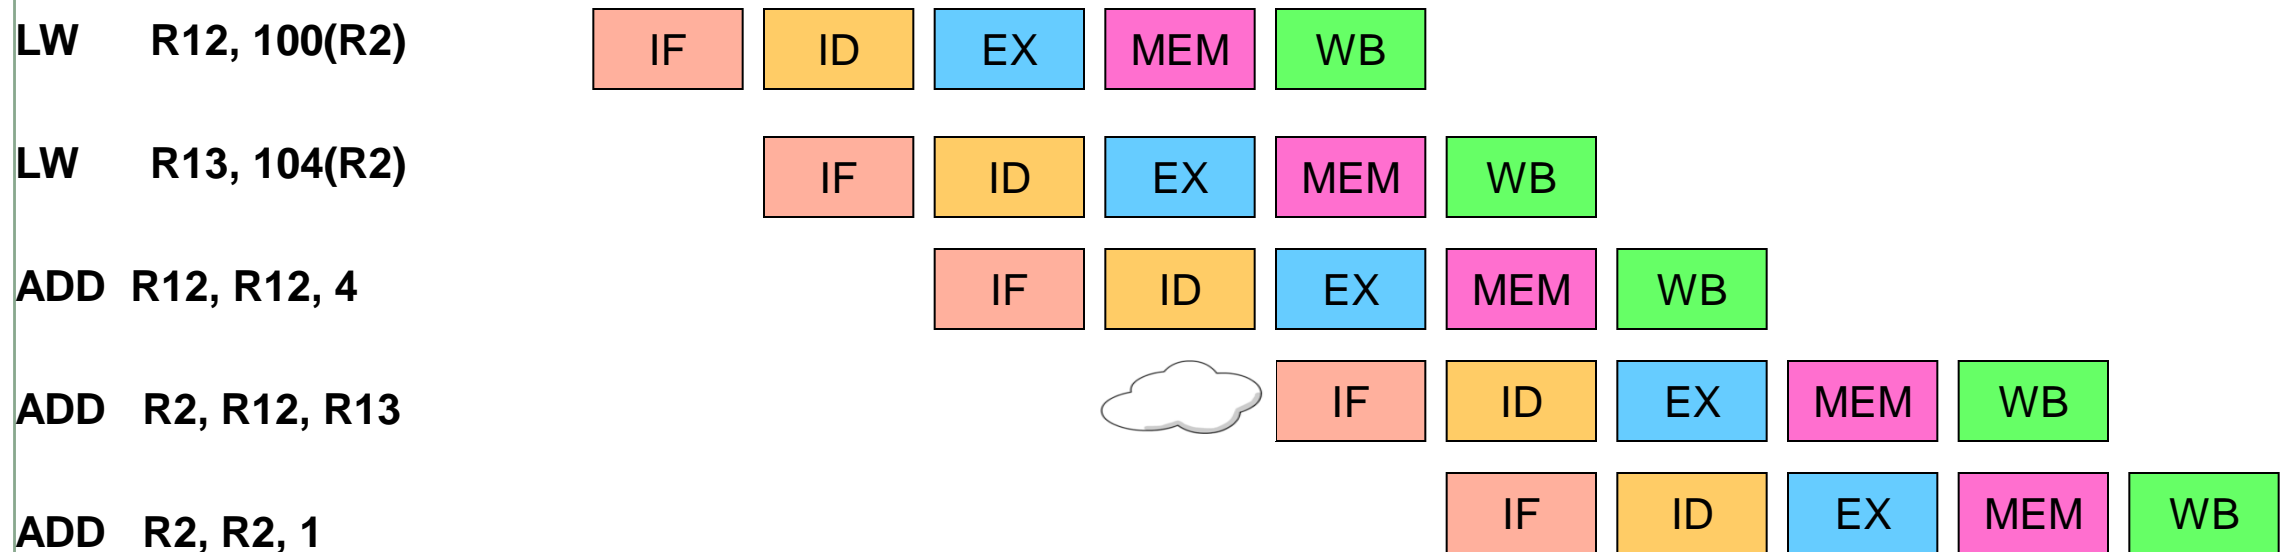 LW R12, 100(R2) IF ID EX MEM WB
LW R13, 104(R2) IF ID EX MEM WB
ADD R12, R12, 4 IF ID EX MEM WB
ADD R2, R12, R13 IF ID EX MEM WB
ADD R2, R2, 1 IF ID EX MEM WB